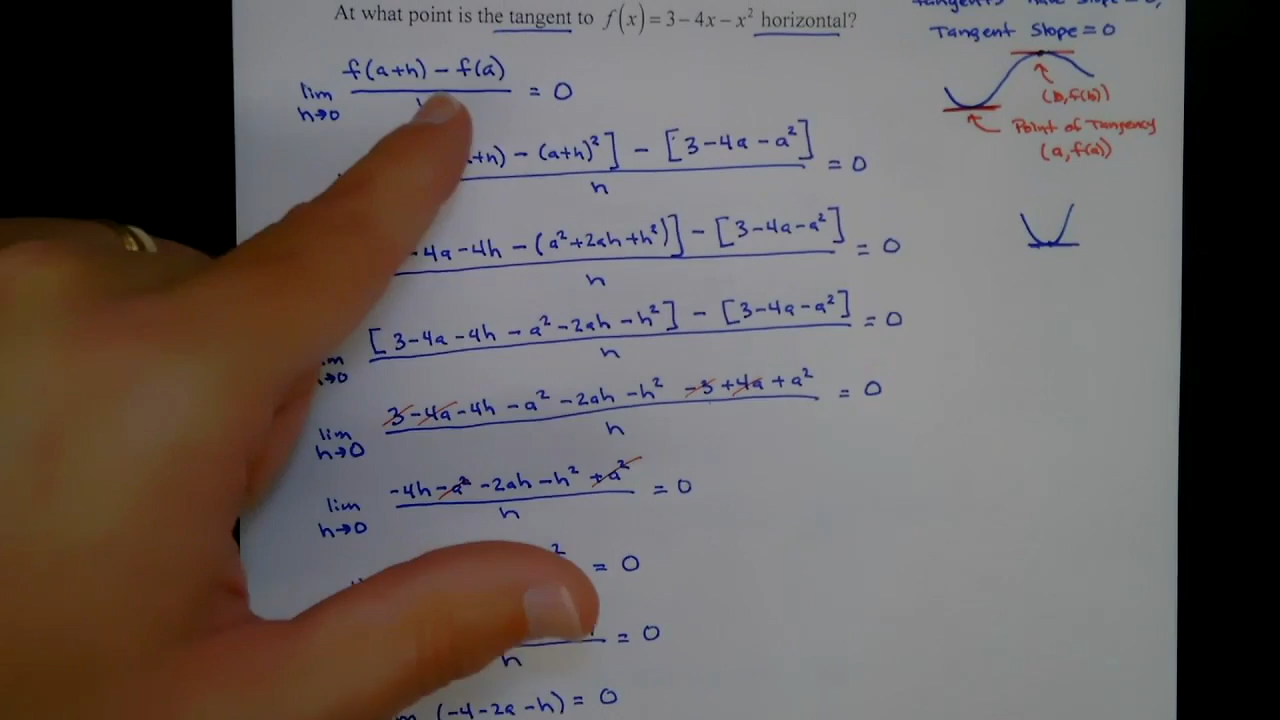 At what point is the tangent to f(x) = 3 − 4x − x² horizontal?
Tangent Slope = 0
f(a+h) − f(a)
lim = 0
h→0
(b, f(b))
Point of Tangency
(a, f(a))
+h) − (a+h)²] − [3 − 4a − a²] = 0
h
− 4a − 4h − (a² + 2ah + h²)] − [3 − 4a − a²] = 0
h
[3 − 4a − 4h − a² − 2ah − h²] − [3 − 4a − a²] = 0
h
→0
3 − 4a − 4h − a² − 2ah − h² − 3 + 4a + a² = 0
lim h
h→0
−4h − a² − 2ah − h² + a² = 0
lim h
h→0
² = 0
= 0
h
(−4 − 2a − h) = 0